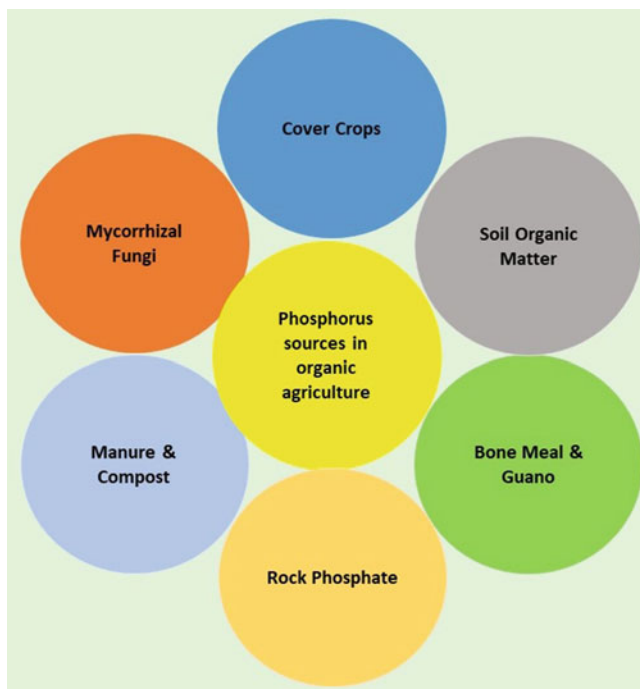 Cover Crops
Mycorrhizal
Fungi
Soil Organic
Matter
Phosphorus
sources in
organic
agriculture
Manure &
Compost
Bone Meal &
Guano
Rock Phosphate